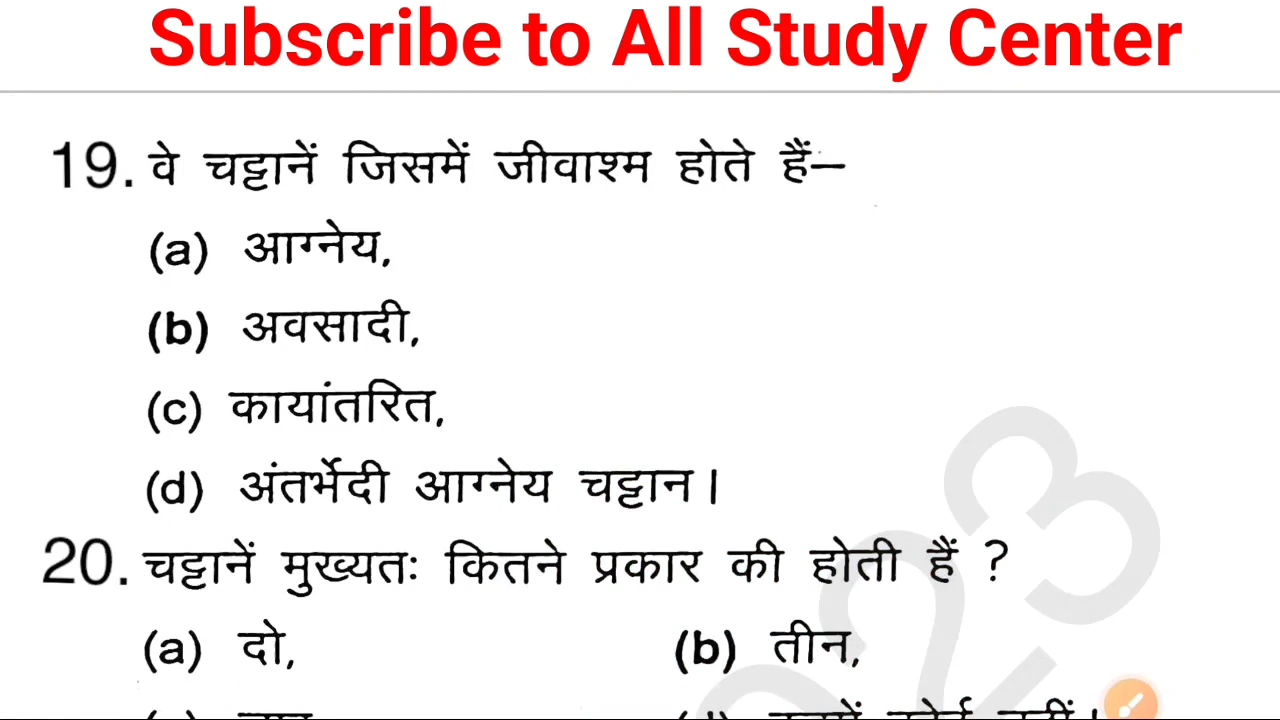 Subscribe to All Study Center
19. वे चट्टानें जिसमें जीवाश्म होते हैं–
(a) आग्नेय,
(b) अवसादी,
(c) कायांतरित,
(d) अंतर्भेदी आग्नेय चट्टान।
20. चट्टानें मुख्यतः कितने प्रकार की होती हैं ?
(a) दो, (b) तीन,